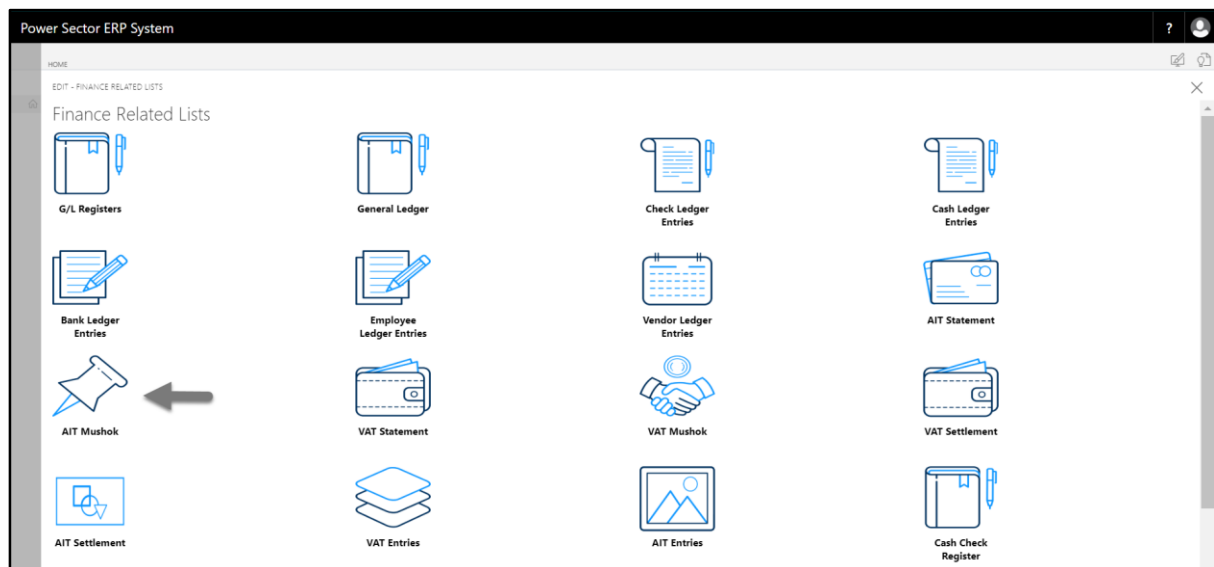 Power Sector ERP System
?
HOME
EDIT - FINANCE RELATED LISTS
Finance Related Lists
G/L Registers
General Ledger
Check Ledger
Entries
Cash Ledger
Entries
Bank Ledger
Entries
Employee
Ledger Entries
Vendor Ledger
Entries
AIT Statement
AIT Mushok
VAT Statement
VAT Mushok
VAT Settlement
AIT Settlement
VAT Entries
AIT Entries
Cash Check
Register